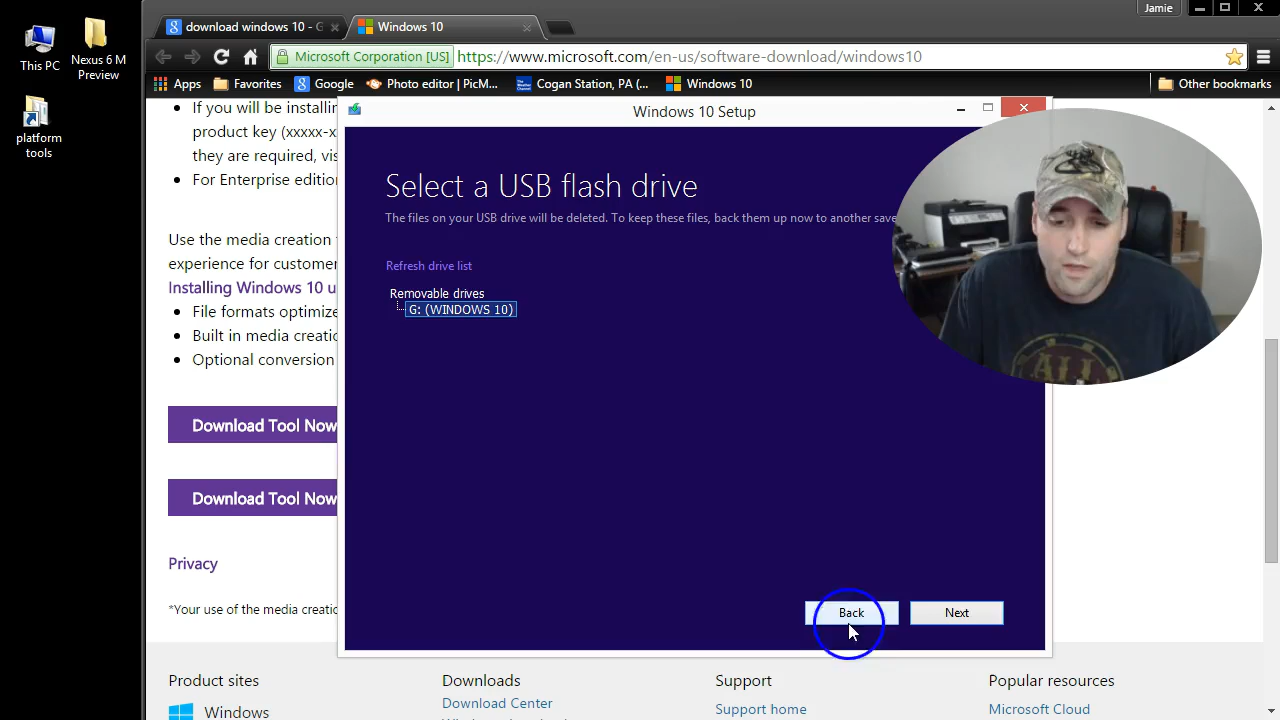 This PC
Nexus 6 M
Preview
platform
tools
download windows 10 - G
Windows 10
Jamie
Microsoft Corporation [US]
https://www.microsoft.com/en-us/software-download/windows10
Apps
Favorites
Google
Photo editor | PicM...
Cogan Station, PA (...
Windows 10
Other bookmarks
If you will be installin
product key (xxxxx-x
they are required, vis
For Enterprise edition
Use the media creation
experience for customer
Installing Windows 10 u
File formats optimize
Built in media creatio
Optional conversion
Download Tool Now
Download Tool Now
Privacy
*Your use of the media creatio
Windows 10 Setup
Select a USB flash drive
The files on your USB drive will be deleted. To keep these files, back them up now to another save
Refresh drive list
Removable drives
G: (WINDOWS 10)
Back
Next
Product sites
Windows
Downloads
Download Center
Support
Support home
Popular resources
Microsoft Cloud